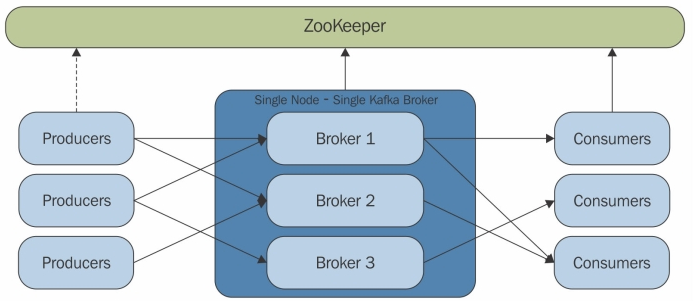 ZooKeeper
Single Node - Single Kafka Broker
Producers
Broker 1
Consumers
Producers
Broker 2
Consumers
Producers
Broker 3
Consumers